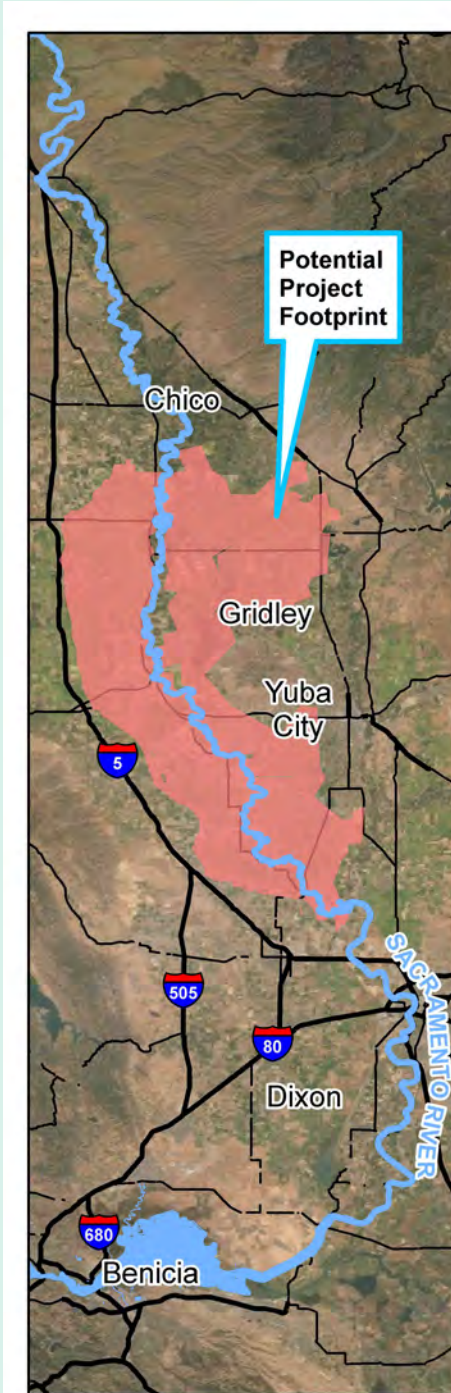 Potential
Project
Footprint
Chico
Gridley
Yuba
City
5
505
SACRAMENTO RIVER
80
Dixon
680
Benicia